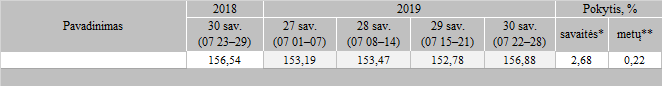 Pavadinimas 2018 2019 Pokytis, %
30 sav. (07 23–29) 27 sav. (07 01–07) 28 sav. (07 08–14) 29 sav. (07 15–21) 30 sav. (07 22–28) savaitės* metų**
156,54 153,19 153,47 152,78 156,88 2,68 0,22